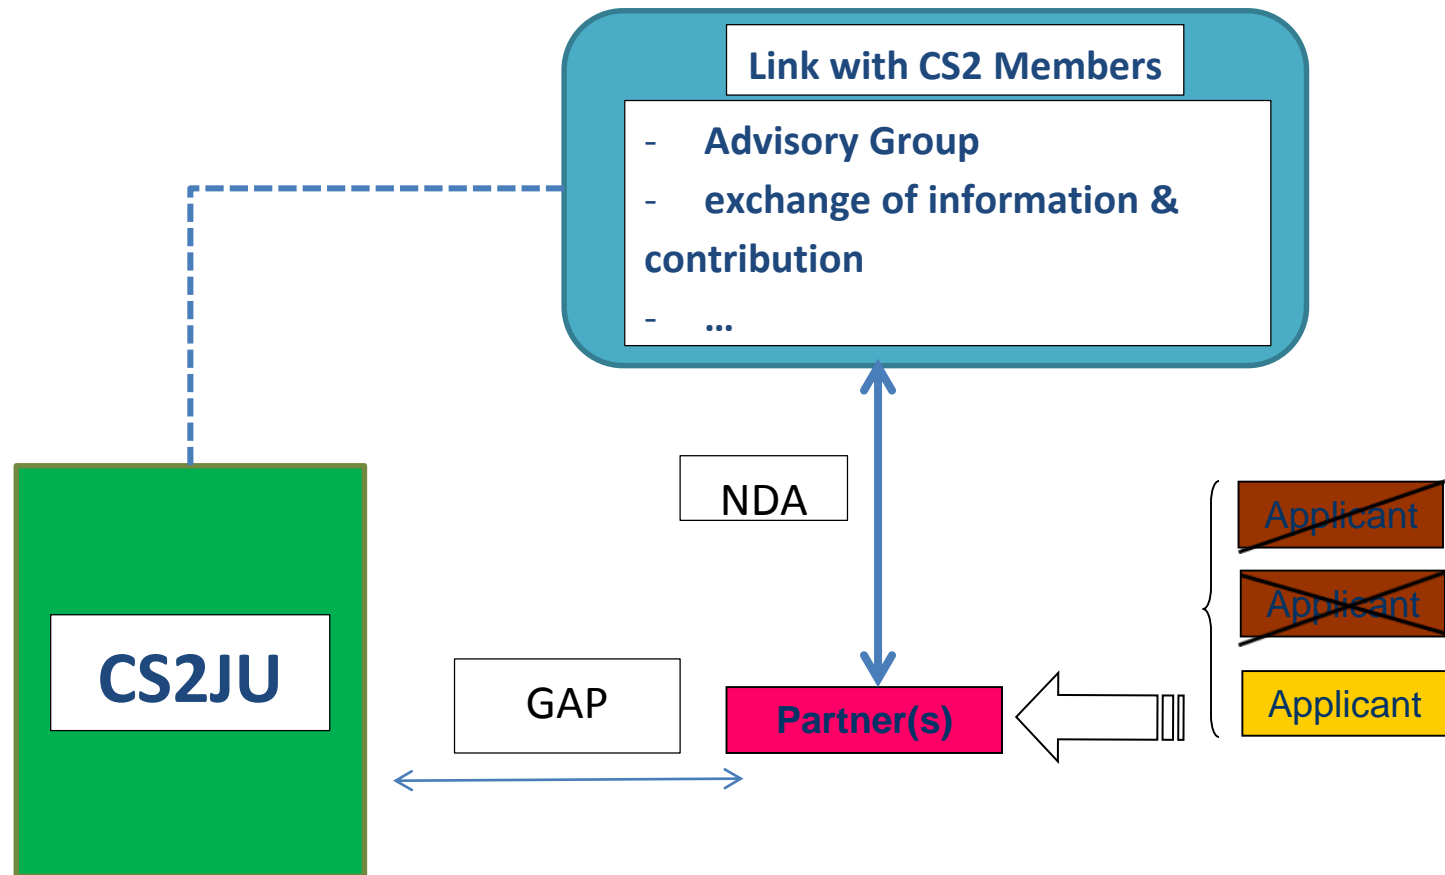 Link with CS2 Members
- Advisory Group
- exchange of information &
contribution
- ...
NDA
Applicant
Applicant
CS2JU
GAP
Partner(s)
Applicant